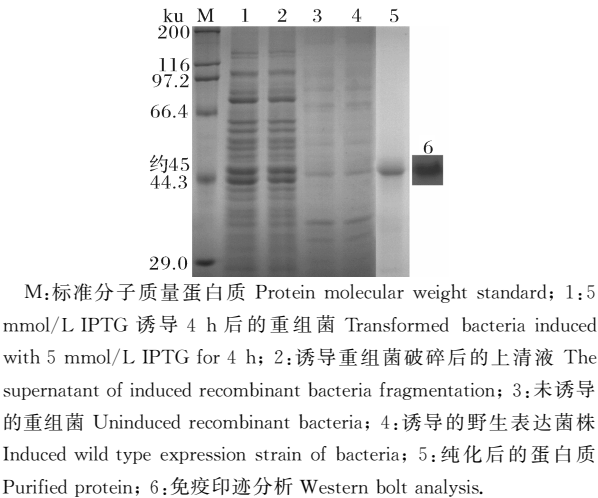 ku M 1 2 3 4 5
200
116
97.2
66.4
6
约45
44.3
29.0
M:标准分子质量蛋白质 Protein molecular weight standard; 1:5
mmol/L IPTG 诱导 4 h 后的重组菌 Transformed bacteria induced
with 5 mmol/L IPTG for 4 h; 2:诱导重组菌破碎后的上清液 The
supernatant of induced recombinant bacteria fragmentation; 3:未诱导
的重组菌 Uninduced recombinant bacteria; 4:诱导的野生表达菌株
Induced wild type expression strain of bacteria; 5:纯化后的蛋白质
Purified protein; 6:免疫印迹分析 Western bolt analysis.